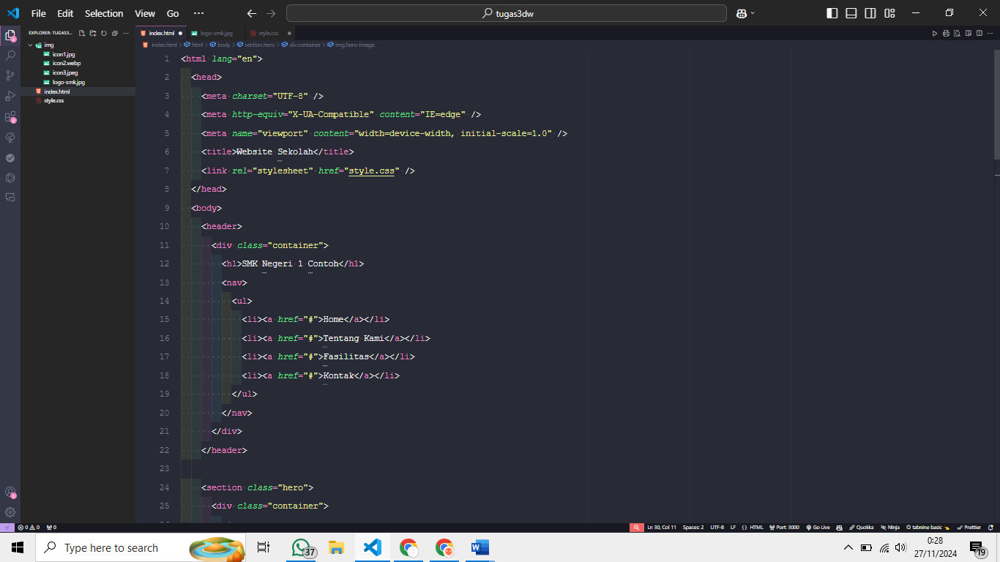 File Edit Selection View Go ··· tugas3dw
EXPLORER: TUGAS3...
img
icon1.jpg
icon2.webp
icon3.jpeg
logo-smk.jpg
index.html
style.css
index.html logo-smk.jpg style.css
index.html > html > body > section.hero > div.container > img.hero-image.
1 <html lang="en">
2 <head>
3 <meta charset="UTF-8" />
4 <meta http-equiv="X-UA-Compatible" content="IE=edge" />
5 <meta name="viewport" content="width=device-width, initial-scale=1.0" />
6 <title>Website Sekolah</title>
7 <link rel="stylesheet" href="style.css" />
8 </head>
9 <body>
10 <header>
11 <div class="container">
12 <h1>SMK Negeri 1 Contoh</h1>
13 <nav>
14 <ul>
15 <li><a href="#">Home</a></li>
16 <li><a href="#">Tentang Kami</a></li>
17 <li><a href="#">Fasilitas</a></li>
18 <li><a href="#">Kontak</a></li>
19 </ul>
20 </nav>
21 </div>
22 </header>
23
24 <section class="hero">
25 <div class="container">
0 0 0 Ln 30, Col 11 Spaces: 2 UTF-8 LF {} HTML Port: 3000 Go Live Quokka Ninja tabnine basic Prettier
Type here to search 37 0:28 19
27/11/2024